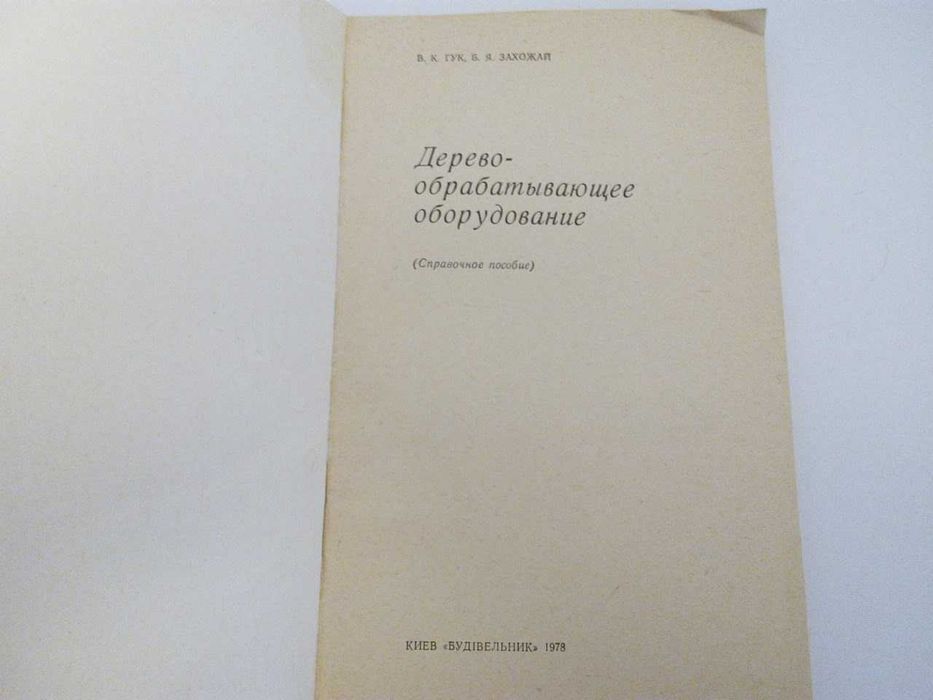 В. К. ГУК, Б. Я. ЗАХОЖАЙ
Дерево-
обрабатывающее
оборудование
(Справочное пособие)
КИЕВ «БУДІВЕЛЬНИК» 1978